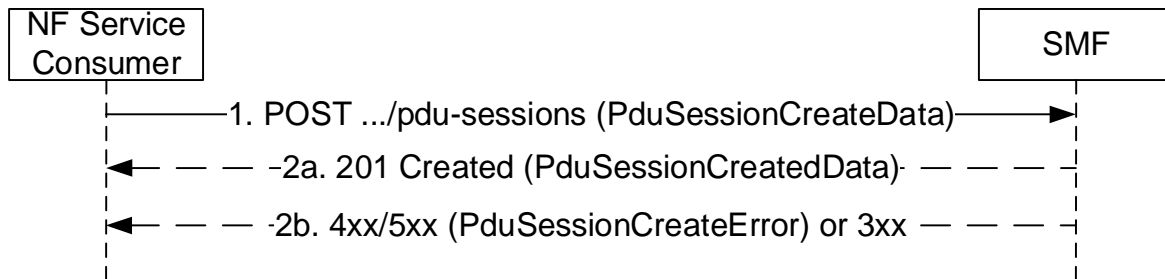 NF Service
Consumer
SMF
1. POST .../pdu-sessions (PduSessionCreateData)
2a. 201 Created (PduSessionCreatedData)
2b. 4xx/5xx (PduSessionCreateError) or 3xx